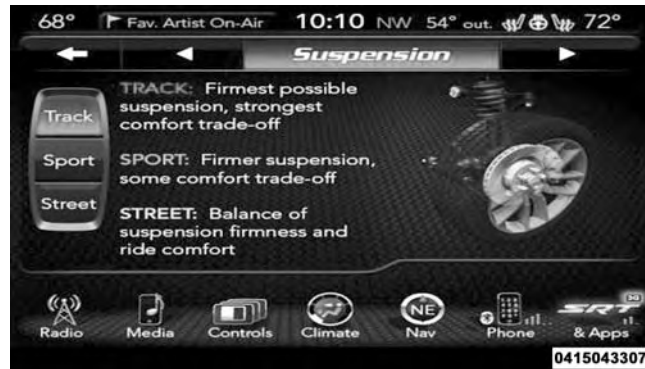 68° Fav. Artist On-Air 10:10 NW 54° out. 72°
Suspension
Track
Sport
Street
TRACK: Firmest possible
suspension, strongest
comfort trade-off
SPORT: Firmer suspension,
some comfort trade-off
STREET: Balance of
suspension firmness and
ride comfort
NE
3G
SRT
Radio Media Controls Climate Nav Phone & Apps
0415043307